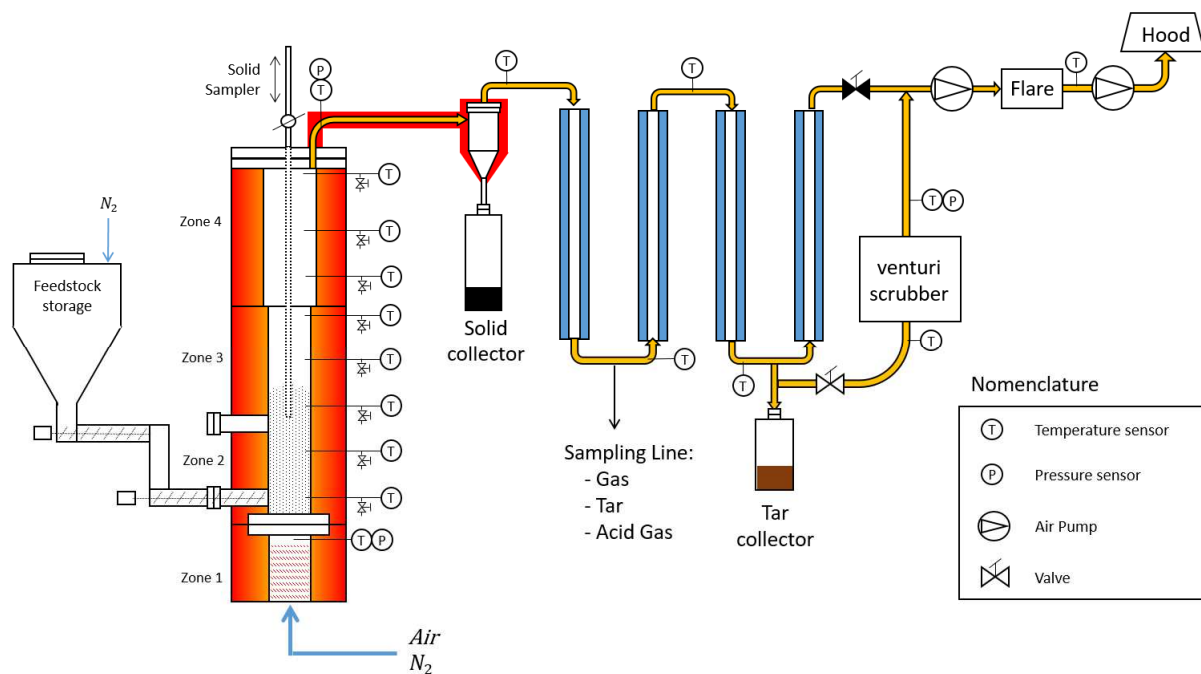 Hood
Solid
Sampler
P
T
T
T
T
Flare
N₂
Zone 4
T
T
T
T P
Feedstock
storage
venturi
scrubber
T
Solid
collector
Zone 3
T
T
T
T
T
Nomenclature
Sampling Line:
- Gas
- Tar
- Acid Gas
T
Temperature sensor
Zone 2
T
T
P
Pressure sensor
Tar
collector
T P
Air Pump
Zone 1
Valve
Air
N₂